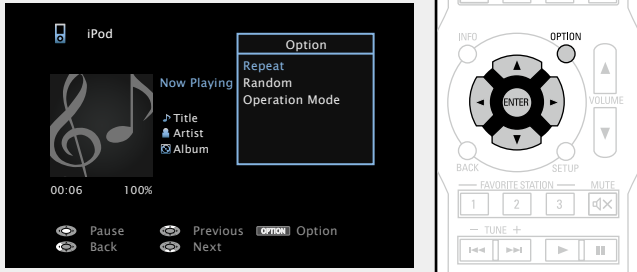 iPod
Option
Repeat
Now Playing
Random
Operation Mode
Title
Artist
Album
00:06 100%
Pause Previous OPTION Option
Back Next
INFO OPTION
ENTER
VOLUME
BACK SETUP
FAVORITE STATION MUTE
1 2 3
− TUNE +